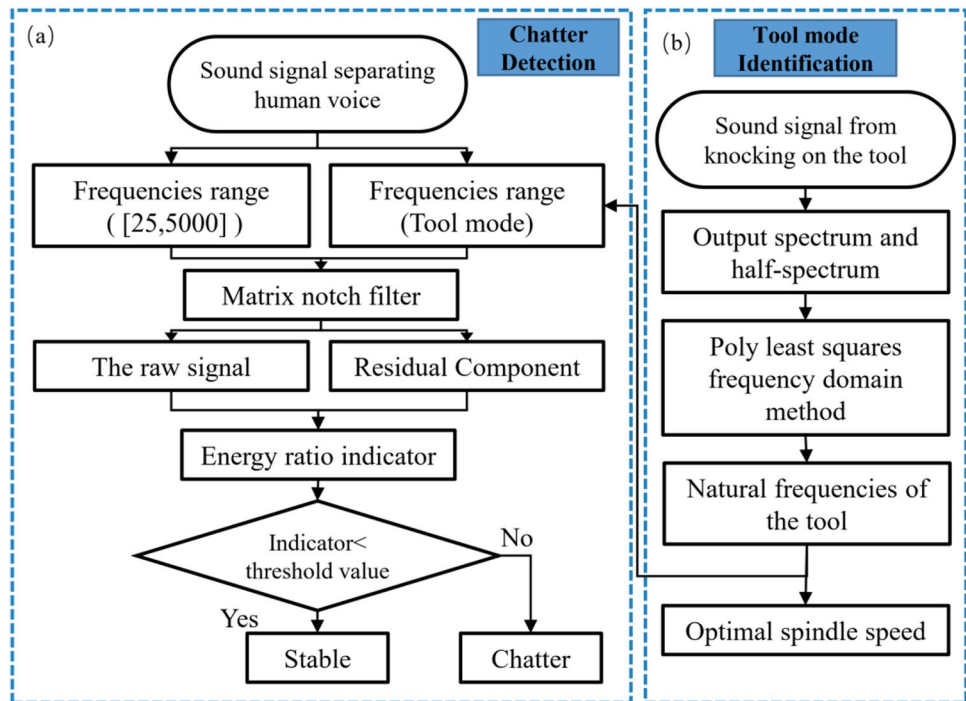 (a)
Chatter
Detection
Sound signal separating
human voice
Frequencies range
( [25,5000] )
Frequencies range
(Tool mode)
Matrix notch filter
The raw signal
Residual Component
Energy ratio indicator
Indicator<
threshold value
No
Yes
Stable
Chatter
(b)
Tool mode
Identification
Sound signal from
knocking on the tool
Output spectrum and
half-spectrum
Poly least squares
frequency domain
method
Natural frequencies of
the tool
Optimal spindle speed